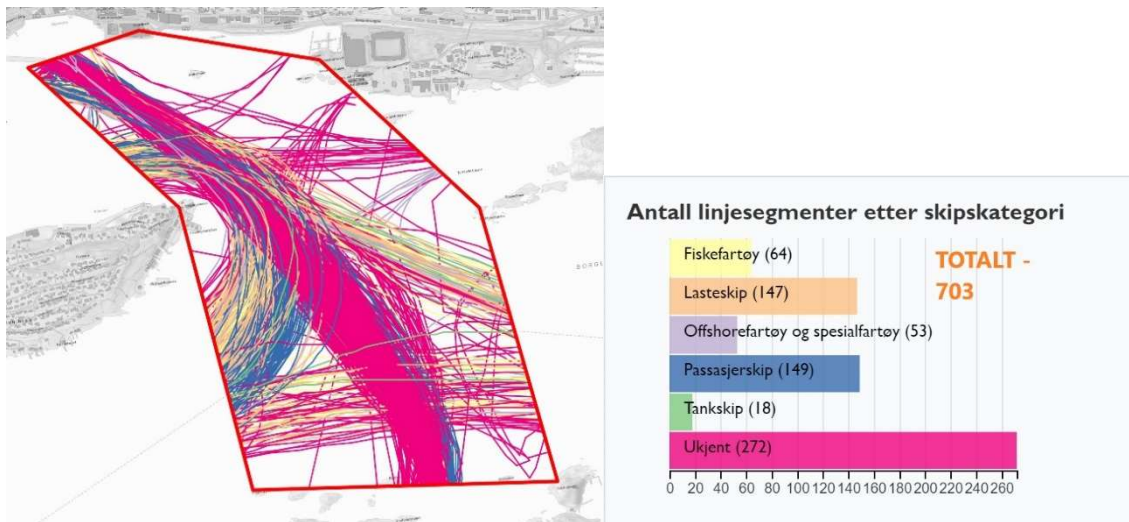 Antall linjesegmenter etter skipskategori
Fiskefartøy (64)
TOTALT -
703
Lasteskip (147)
Offshorefartøy og spesialfartøy (53)
Passasjerskip (149)
Tankskip (18)
Ukjent (272)
0 20 40 60 80 100 120 140 160 180 200 220 240 260